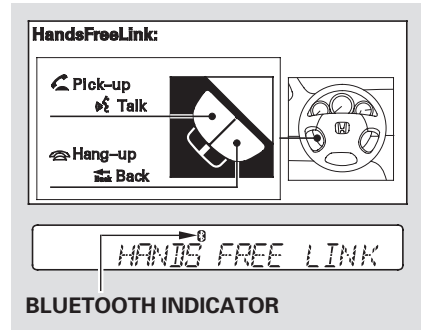 HandsFreeLink:
Pick-up
Talk
Hang-up
Back
HANDS FREE LINK
BLUETOOTH INDICATOR